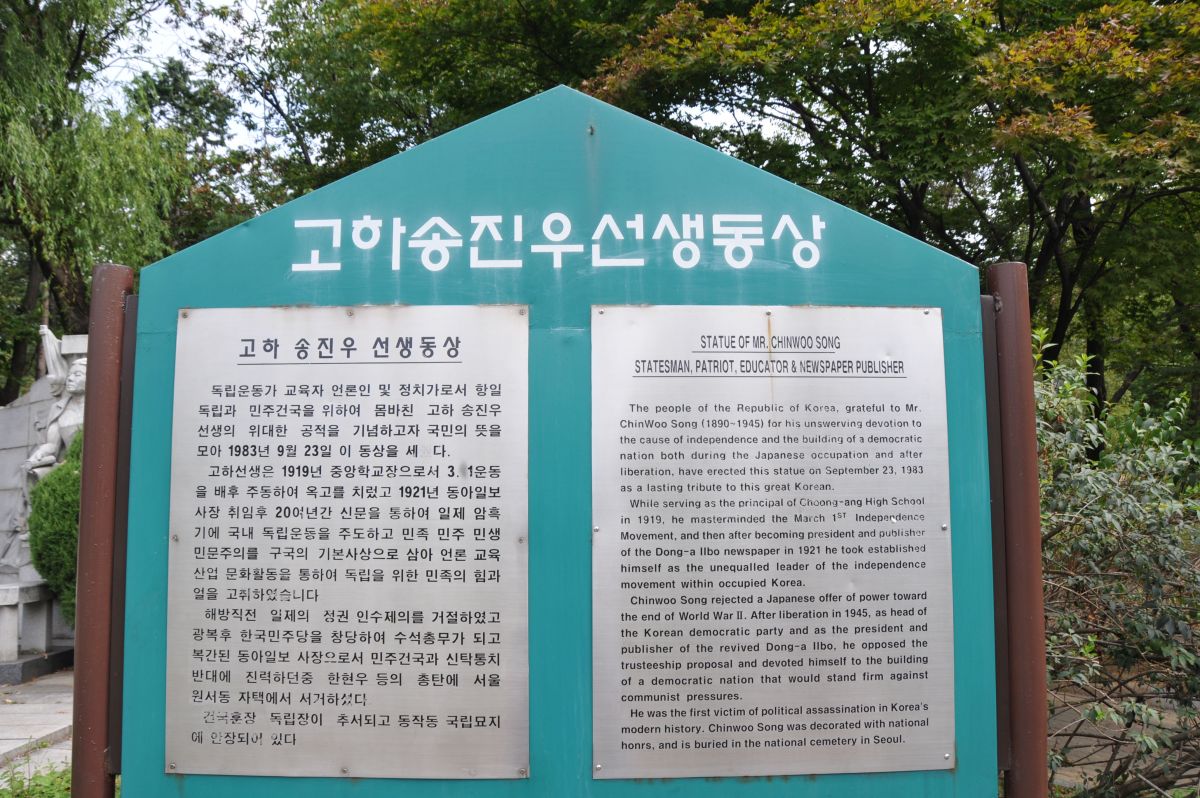 고하송진우선생동상
고하 송진우 선생동상
독립운동가 교육자 언론인 및 정치가로서 항일
독립과 민주건국을 위하여 몸바친 고하 송진우
선생의 위대한 공적을 기념하고자 국민의 뜻을
모아 1983년 9월 23일 이 동상을 세 다.
고하선생은 1919년 중앙학교장으로서 3.1운동
을 배후 주동하여 옥고를 치렀고 1921년 동아일보
사장 취임후 20여년간 신문을 통하여 일제 암흑
기에 국내 독립운동을 주도하고 민족 민주 민생
민문주의를 구국의 기본사상으로 삼아 언론 교육
산업 문화활동을 통하여 독립을 위한 민족의 힘과
얼을 고취하였습니다
해방직전 일제의 정권 인수제의를 거절하였고
광복후 한국민주당을 창당하여 수석총무가 되고
복간된 동아일보 사장으로서 민주건국과 신탁통치
반대에 진력하던중 한현우 등의 총탄에 서울
원서동 자택에서 서거하셨다
건국훈장 독립장이 추서되고 동작동 국립묘지
에 안장되어 있다
STATUE OF MR. CHINWOO SONG
STATESMAN, PATRIOT, EDUCATOR & NEWSPAPER PUBLISHER
The people of the Republic of Korea, grateful to Mr.
ChinWoo Song (1890~1945) for his unswerving devotion to
the cause of independence and the building of a democratic
nation both during the Japanese occupation and after
liberation, have erected this statue on September 23, 1983
as a lasting tribute to this great Korean.
While serving as the principal of Choong-ang High School
in 1919, he masterminded the March 1ST Independence
Movement, and then after becoming president and publisher
of the Dong-a Ilbo newspaper in 1921 he took established
himself as the unequalled leader of the independence
movement within occupied Korea.
Chinwoo Song rejected a Japanese offer of power toward
the end of World War II. After liberation in 1945, as head of
the Korean democratic party and as the president and
publisher of the revived Dong-a Ilbo, he opposed the
trusteeship proposal and devoted himself to the building
of a democratic nation that would stand firm against
communist pressures.
He was the first victim of political assassination in Korea's
modern history. Chinwoo Song was decorated with national
honrs, and is buried in the national cemetery in Seoul.